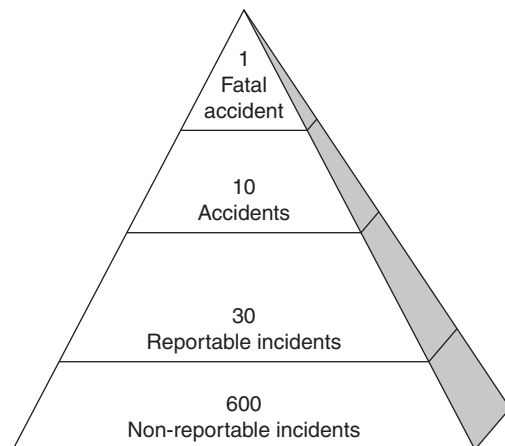 1
Fatal
accident
10
Accidents
30
Reportable incidents
600
Non-reportable incidents